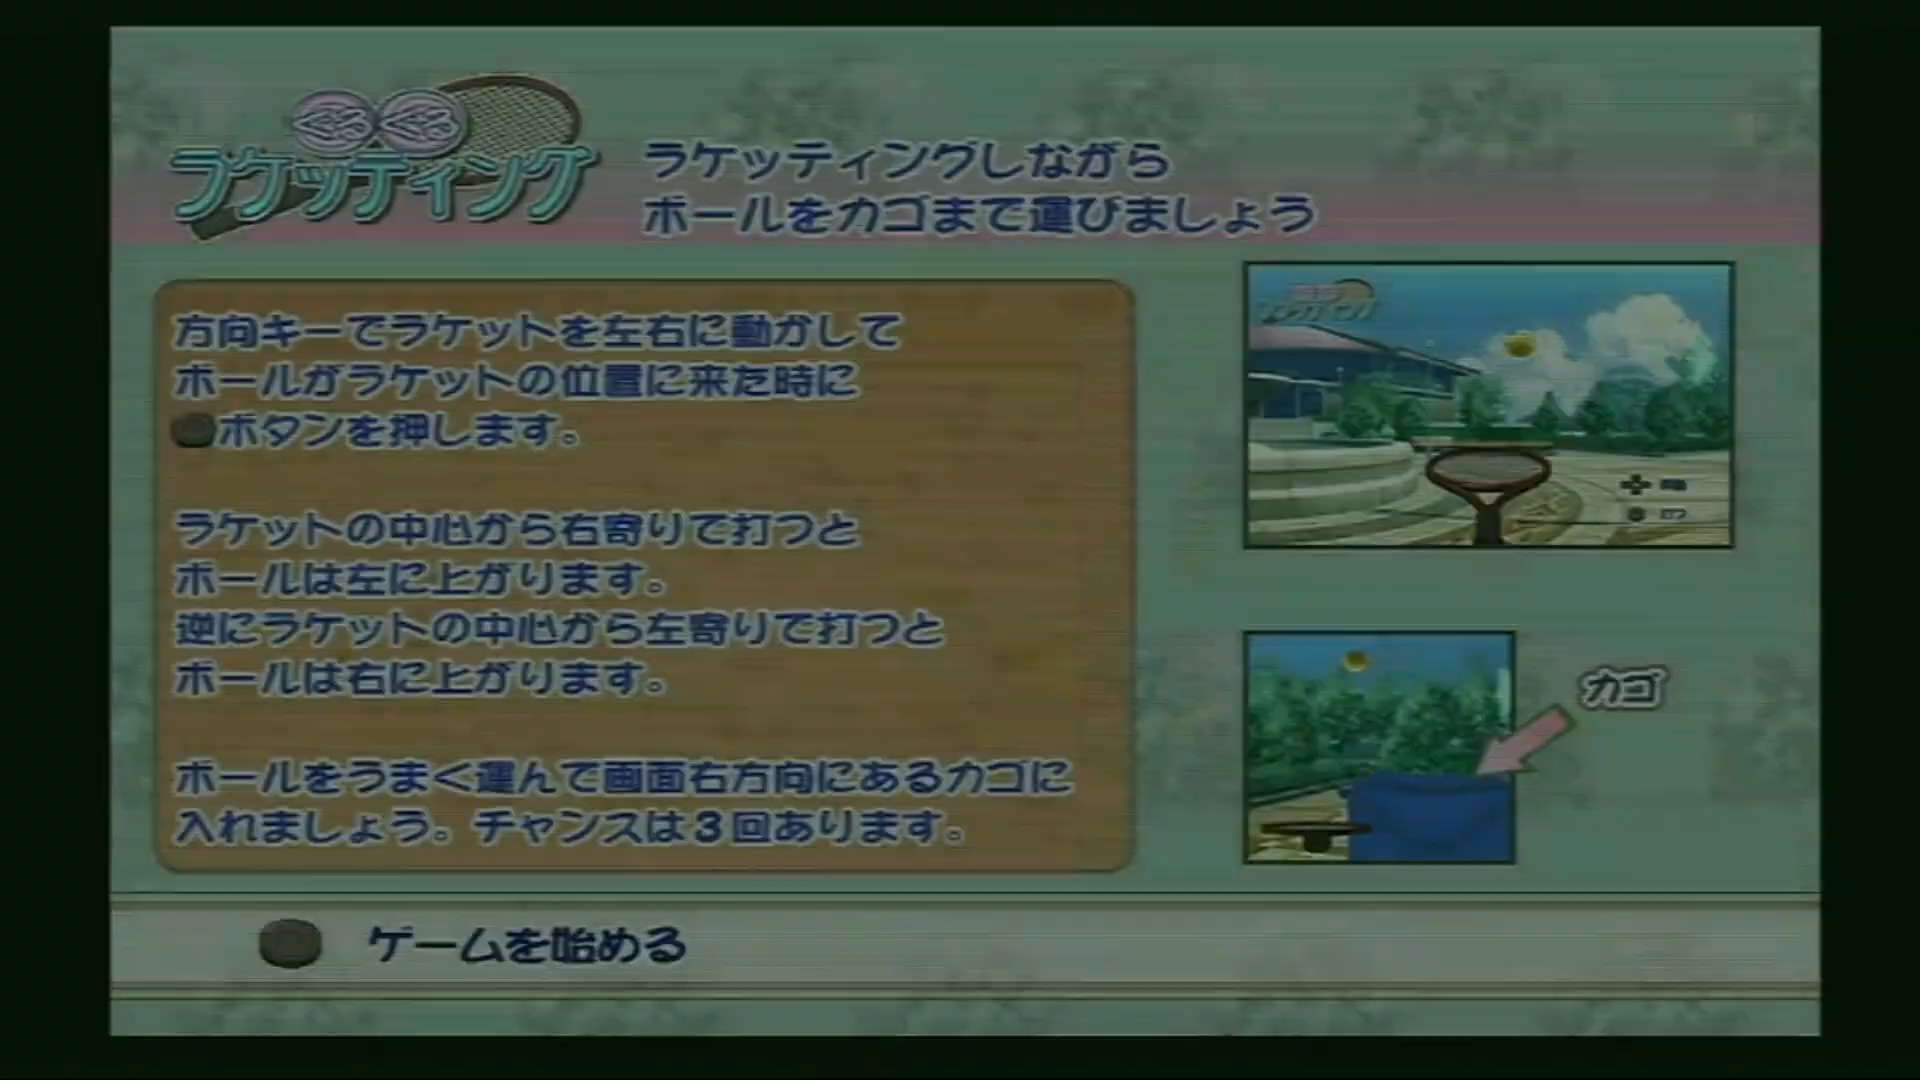 ぐるぐる
ラケッティング
ラケッティングしながら
ボールをカゴまで運びましょう
方向キーでラケットを左右に動かして
ボールがラケットの位置に来た時に
ボタンを押します。
ラケットの中心から右寄りで打つと
ボールは左に上がります。
逆にラケットの中心から左寄りで打つと
ボールは右に上がります。
ボールをうまく運んで画面右方向にあるカゴに
入れましょう。チャンスは3回あります。
カゴ
ゲームを始める